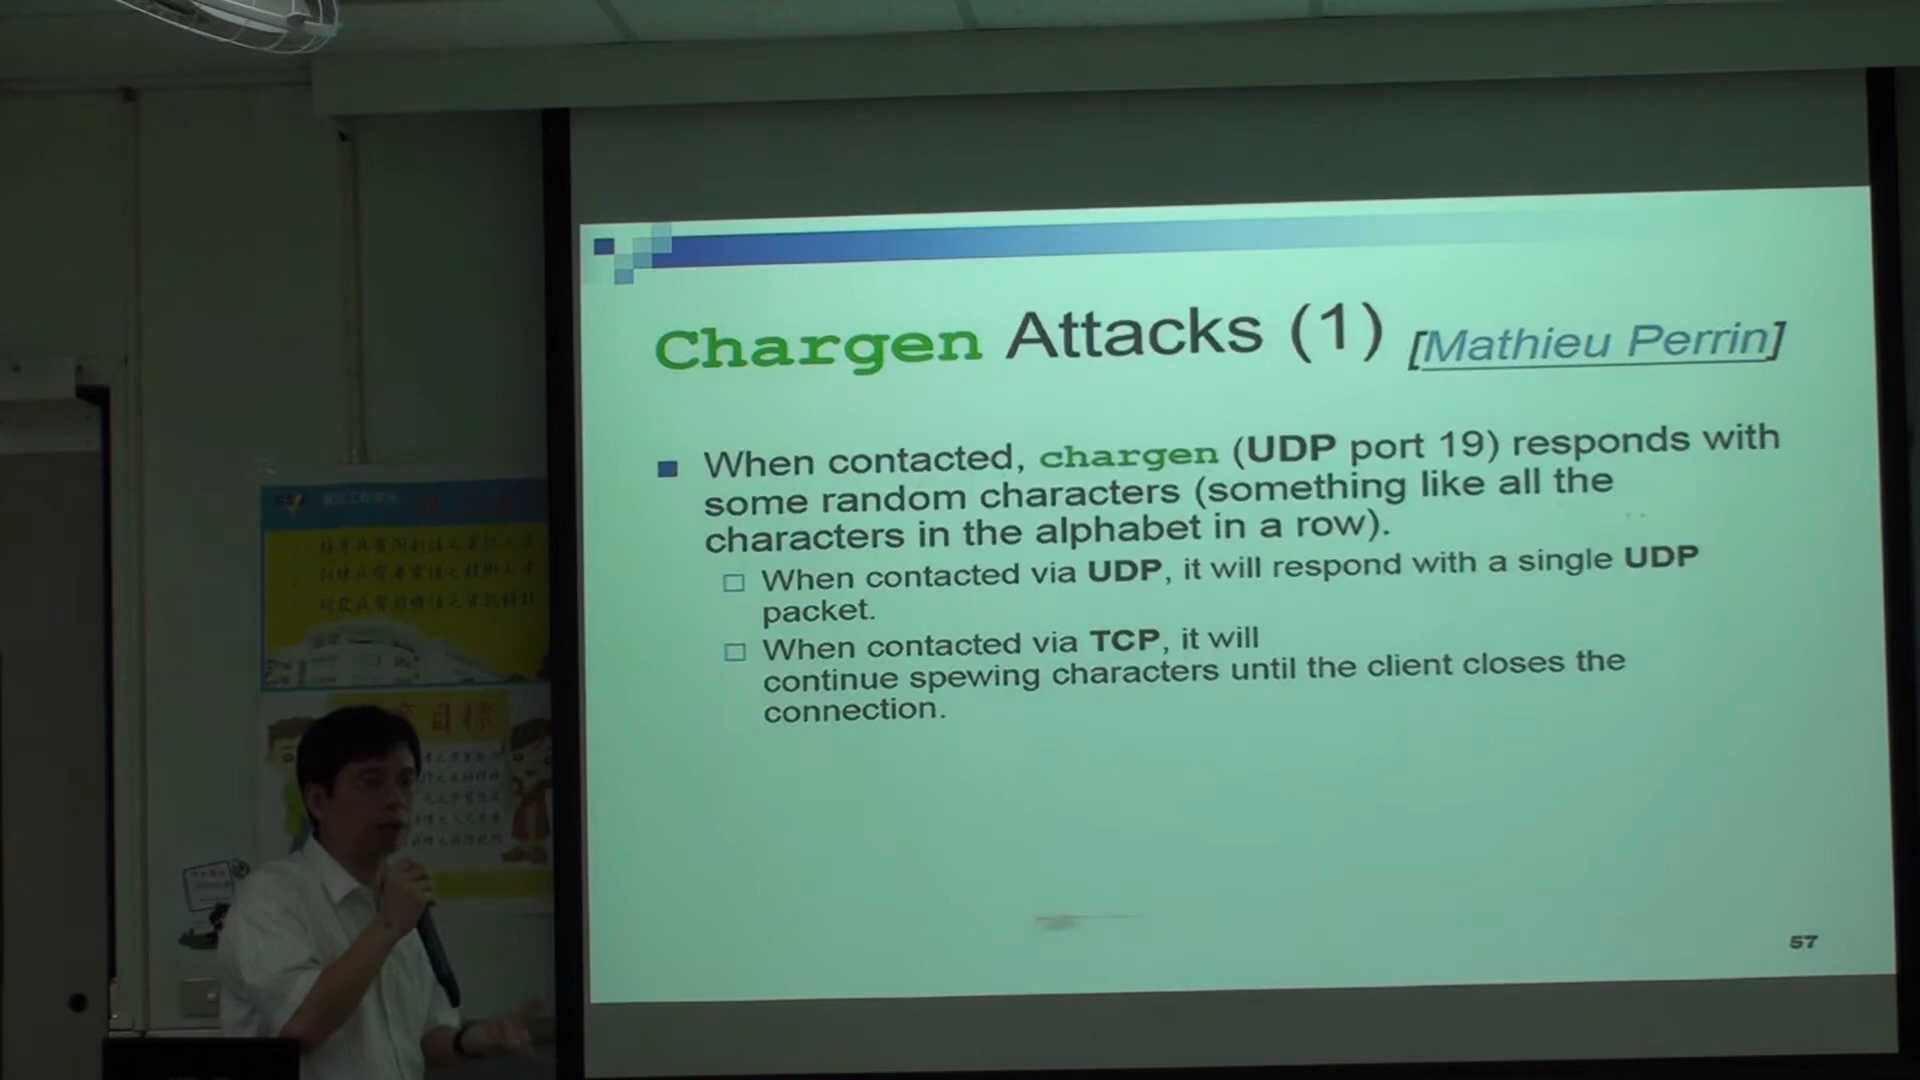 Chargen Attacks (1) [Mathieu Perrin]
When contacted, chargen (UDP port 19) responds with
some random characters (something like all the
characters in the alphabet in a row).
When contacted via UDP, it will respond with a single UDP
packet.
When contacted via TCP, it will
continue spewing characters until the client closes the
connection.
57
目標